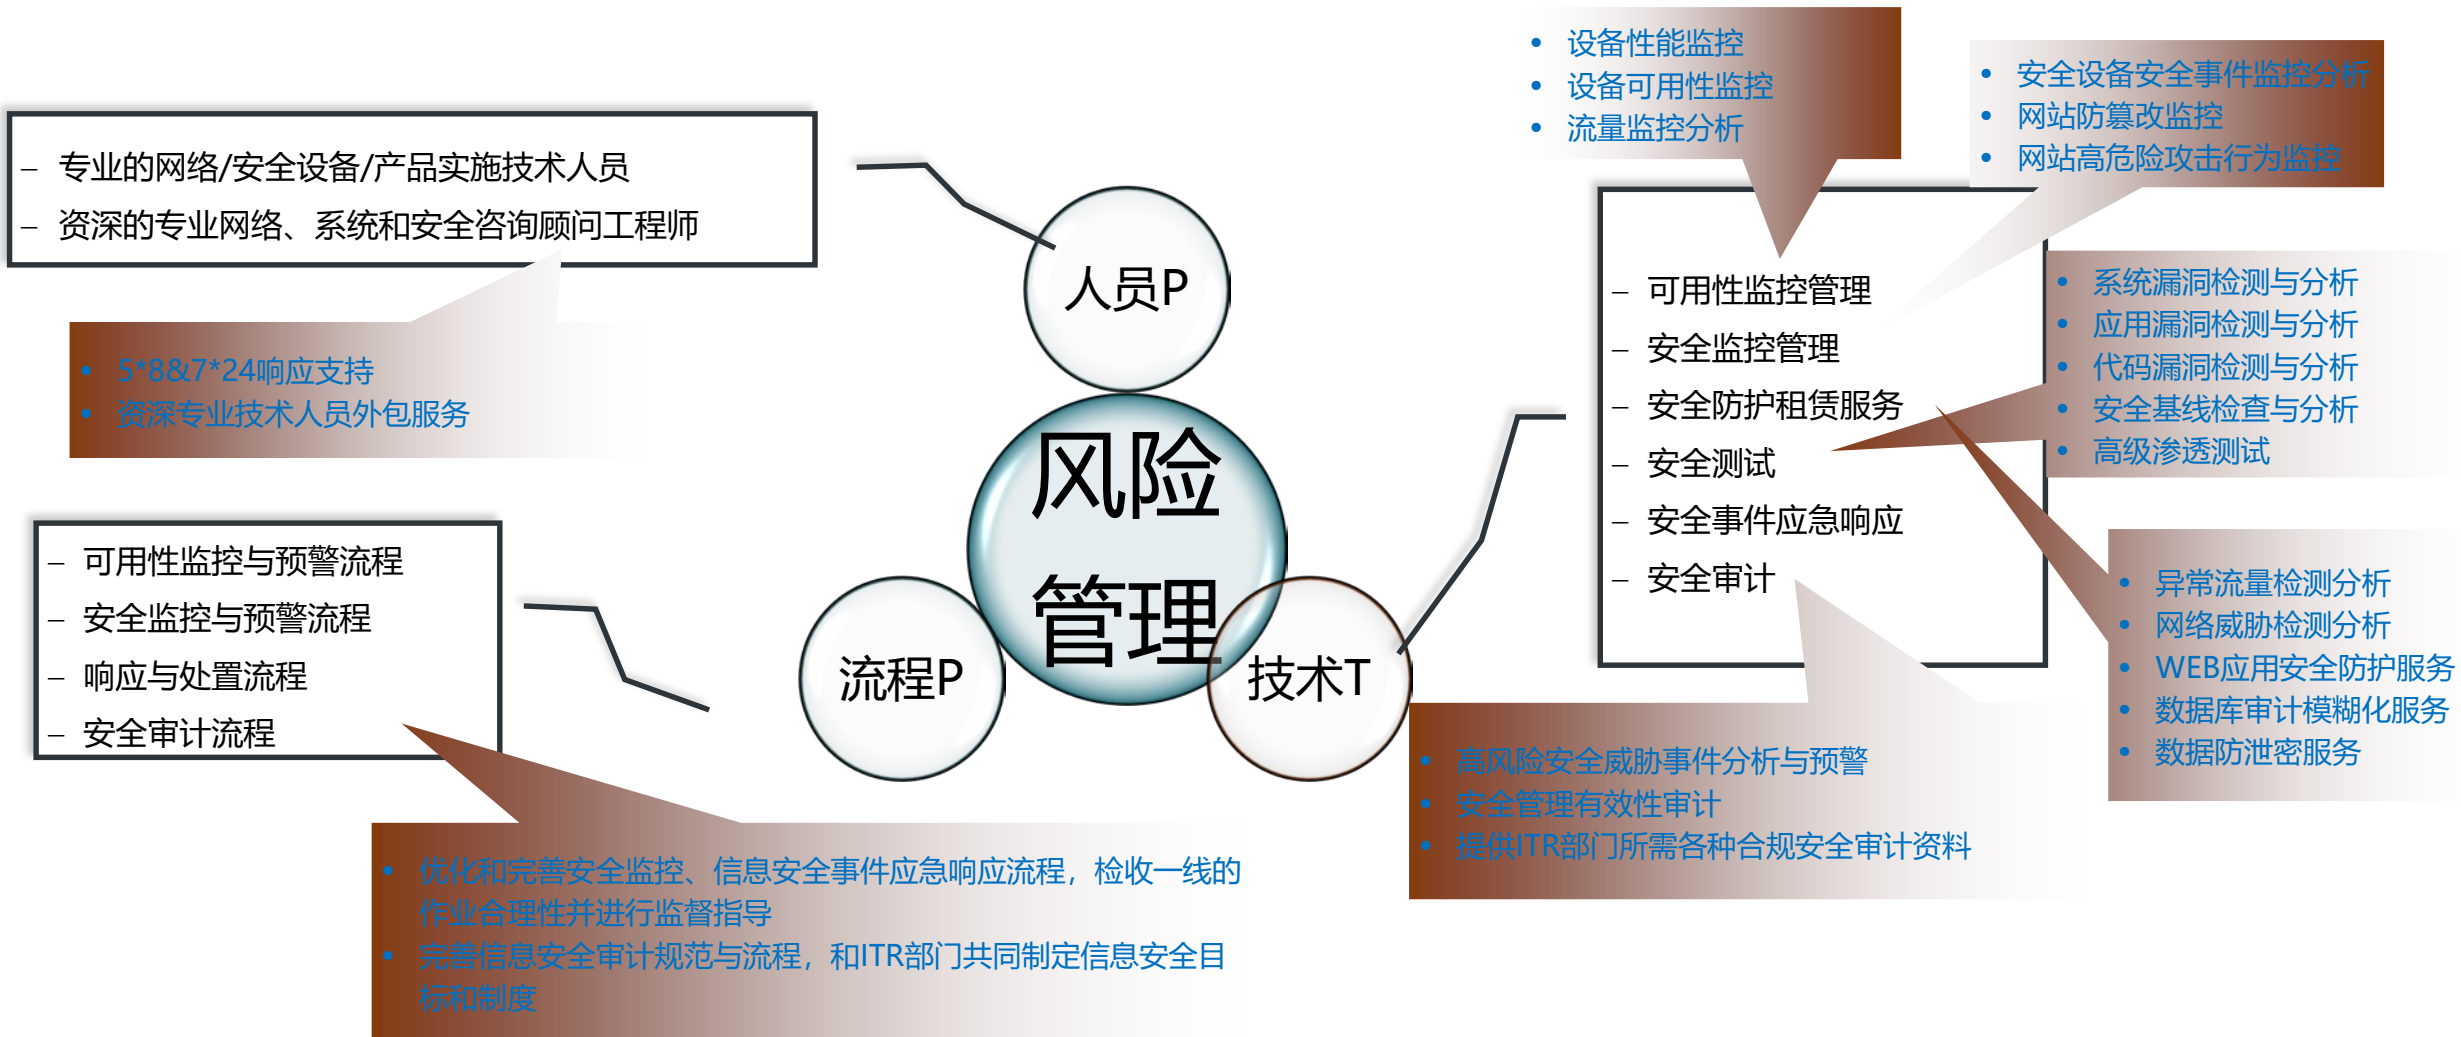 – 专业的网络/安全设备/产品实施技术人员
– 资深的专业网络、系统和安全咨询顾问工程师
• 5*8&7*24响应支持
• 资深专业技术人员外包服务
– 可用性监控与预警流程
– 安全监控与预警流程
– 响应与处置流程
– 安全审计流程
• 优化和完善安全监控、信息安全事件应急响应流程，检收一线的
作业合理性并进行监督指导
• 完善信息安全审计规范与流程，和ITR部门共同制定信息安全目
标和制度
人员P
风险
管理
流程P
技术T
• 设备性能监控
• 设备可用性监控
• 流量监控分析
• 安全设备安全事件监控分析
• 网站防篡改监控
• 网站高危险攻击行为监控
– 可用性监控管理
– 安全监控管理
– 安全防护租赁服务
– 安全测试
– 安全事件应急响应
– 安全审计
• 系统漏洞检测与分析
• 应用漏洞检测与分析
• 代码漏洞检测与分析
• 安全基线检查与分析
• 高级渗透测试
• 异常流量检测分析
• 网络威胁检测分析
• WEB应用安全防护服务
• 数据库审计模糊化服务
• 数据防泄密服务
• 高风险安全威胁事件分析与预警
• 安全管理有效性审计
• 提供ITR部门所需各种合规安全审计资料